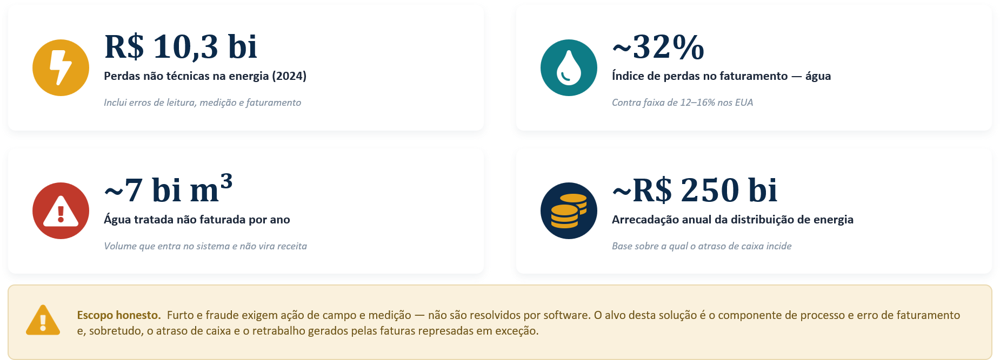 R$ 10,3 bi
Perdas não técnicas na energia (2024)
Inclui erros de leitura, medição e faturamento
~32%
Índice de perdas no faturamento — água
Contra faixa de 12–16% nos EUA
~7 bi m³
Água tratada não faturada por ano
Volume que entra no sistema e não vira receita
~R$ 250 bi
Arrecadação anual da distribuição de energia
Base sobre a qual o atraso de caixa incide
Escopo honesto. Furto e fraude exigem ação de campo e medição — não são resolvidos por software. O alvo desta solução é o componente de processo e erro de faturamento
e, sobretudo, o atraso de caixa e o retrabalho gerados pelas faturas represadas em exceção.